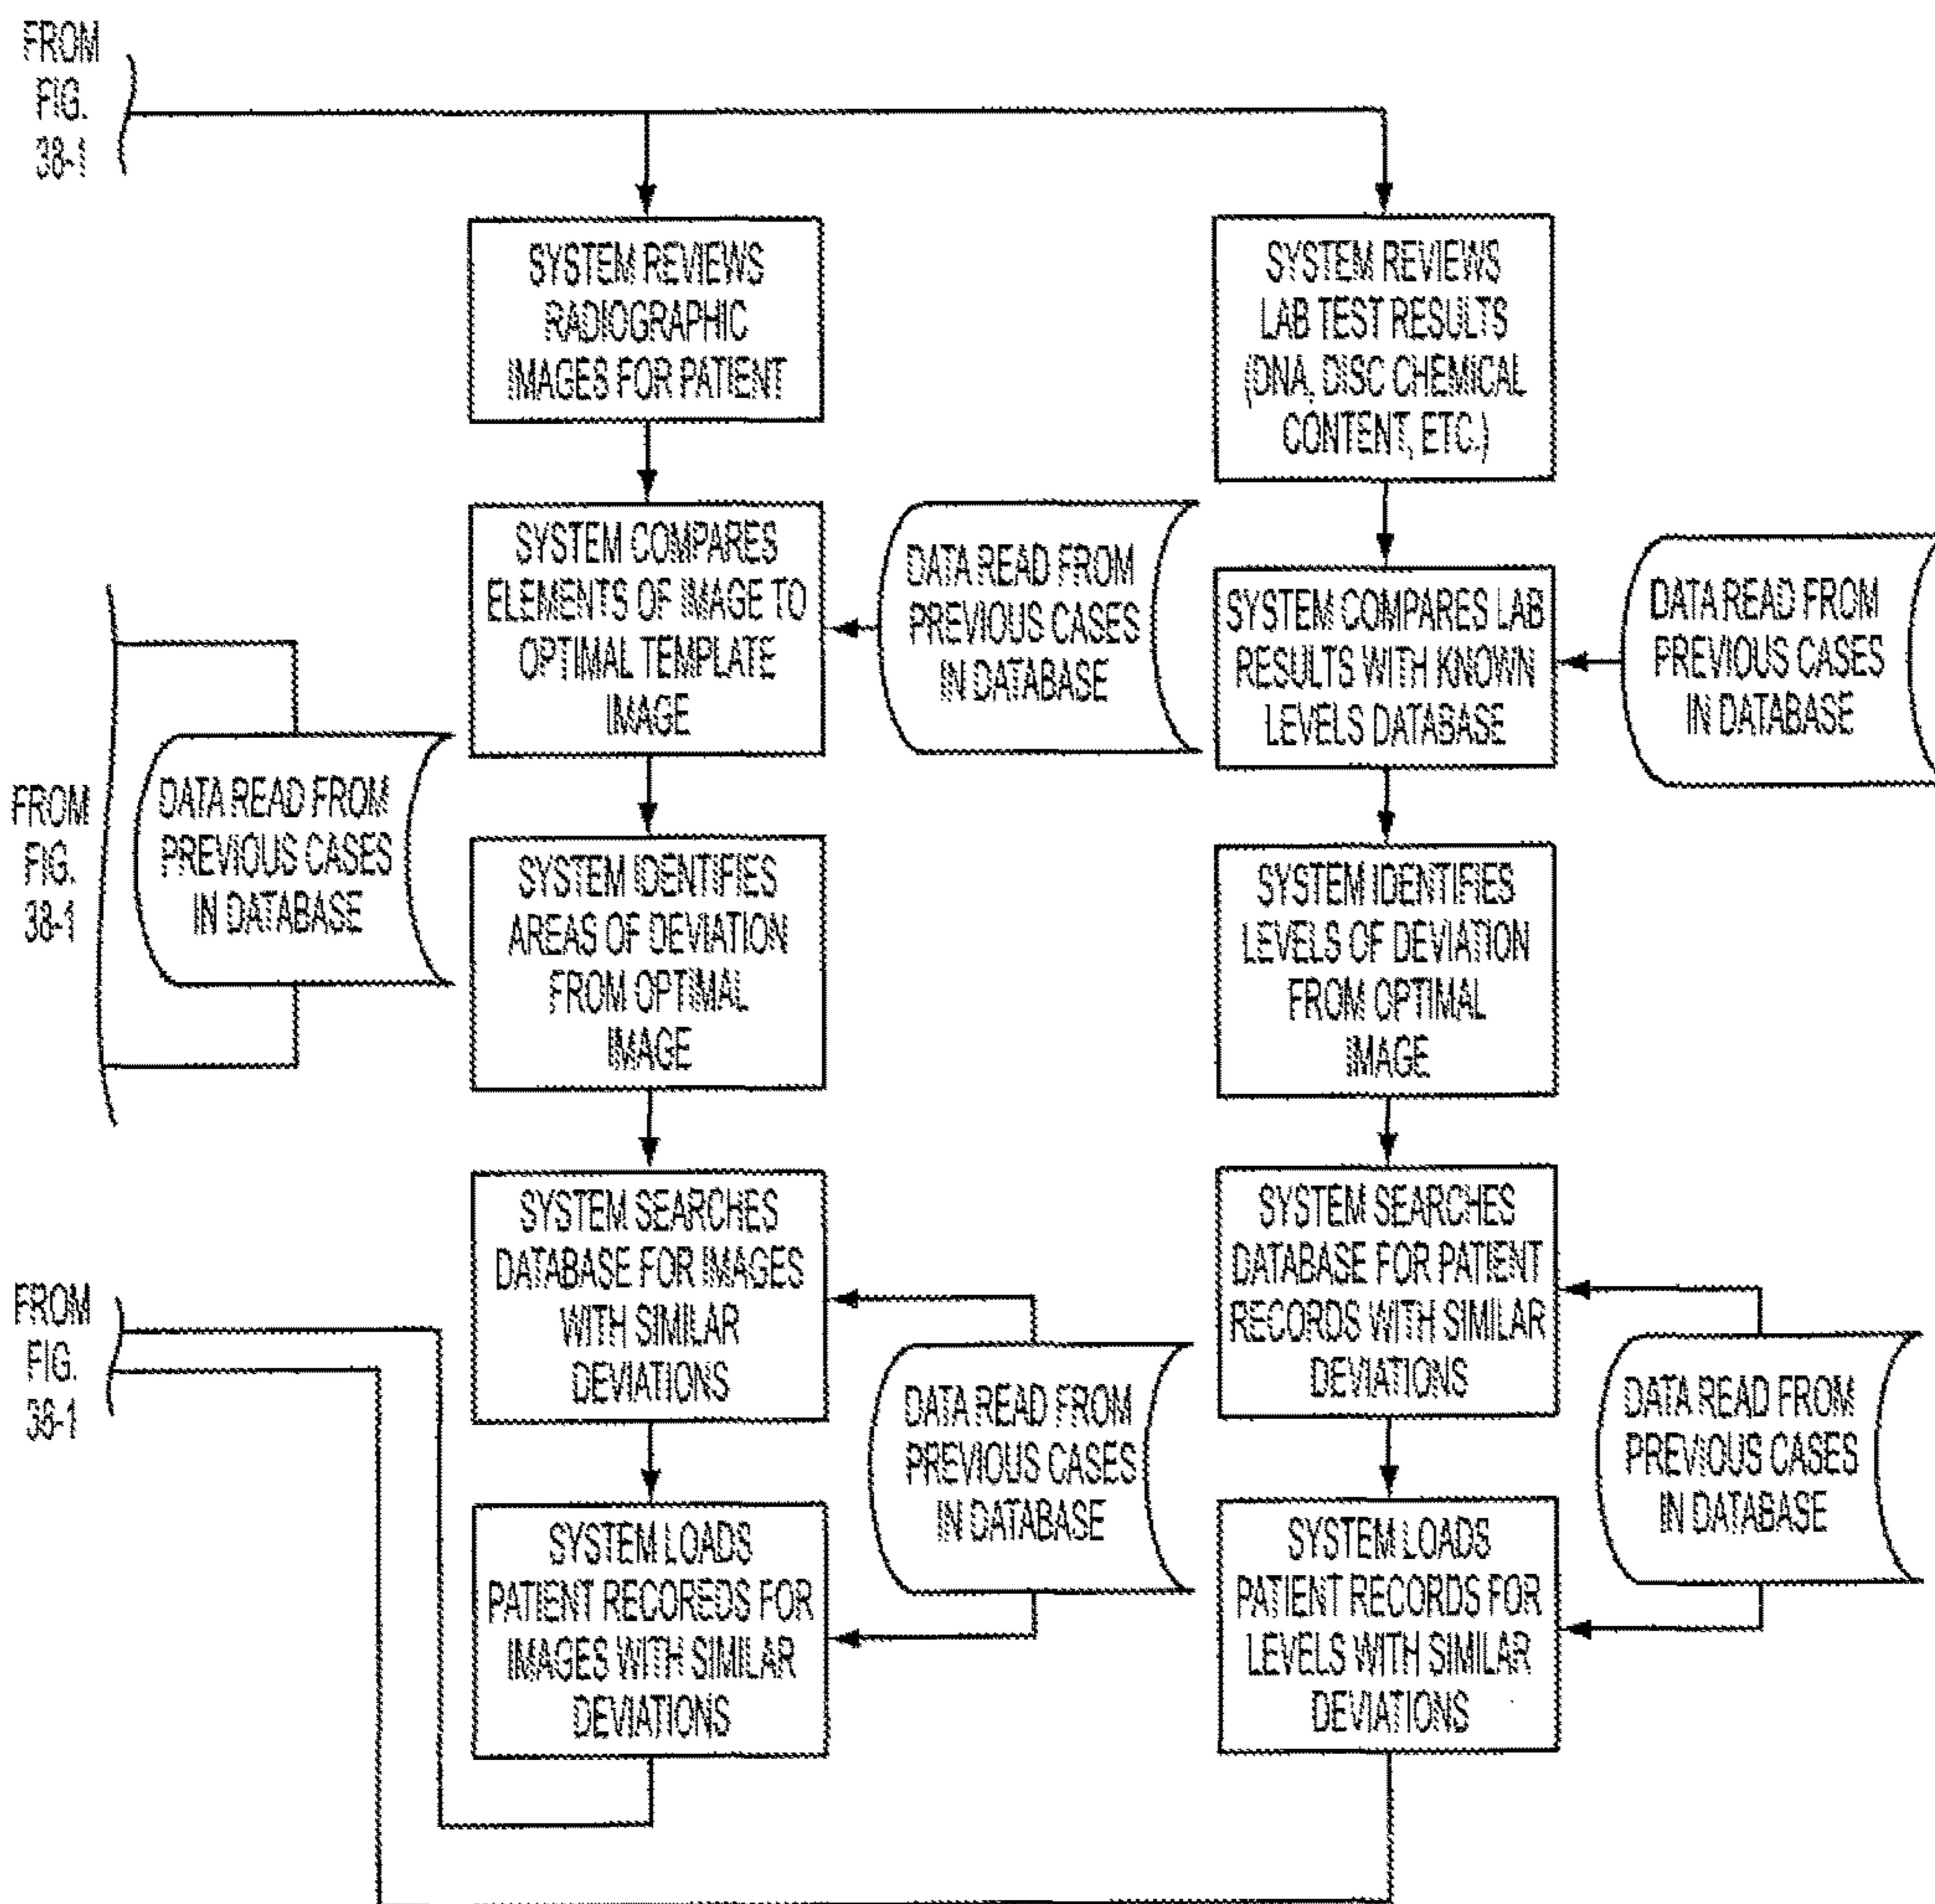 FROM
FIG.
38-1
SYSTEM REVIEWS
RADIOGRAPHIC
IMAGES FOR PATIENT
SYSTEM REVIEWS
LAB TEST RESULTS
(DNA, DISC CHEMICAL
CONTENT, ETC.)
SYSTEM COMPARES
ELEMENTS OF IMAGE TO
OPTIMAL TEMPLATE
IMAGE
DATA READ FROM
PREVIOUS CASES
IN DATABASE
SYSTEM COMPARES LAB
RESULTS WITH KNOWN
LEVELS DATABASE
DATA READ FROM
PREVIOUS CASES
IN DATABASE
FROM
FIG.
38-1
DATA READ FROM
PREVIOUS CASES
IN DATABASE
SYSTEM IDENTIFIES
AREAS OF DEVIATION
FROM OPTIMAL
IMAGE
SYSTEM IDENTIFIES
LEVELS OF DEVIATION
FROM OPTIMAL
IMAGE
FROM
FIG.
38-1
SYSTEM SEARCHES
DATABASE FOR IMAGES
WITH SIMILAR
DEVIATIONS
SYSTEM SEARCHES
DATABASE FOR PATIENT
RECORDS WITH SIMILAR
DEVIATIONS
DATA READ FROM
PREVIOUS CASES
IN DATABASE
DATA READ FROM
PREVIOUS CASES
IN DATABASE
SYSTEM LOADS
PATIENT RECOREDS FOR
IMAGES WITH SIMILAR
DEVIATIONS
SYSTEM LOADS
PATIENT RECORDS FOR
LEVELS WITH SIMILAR
DEVIATIONS